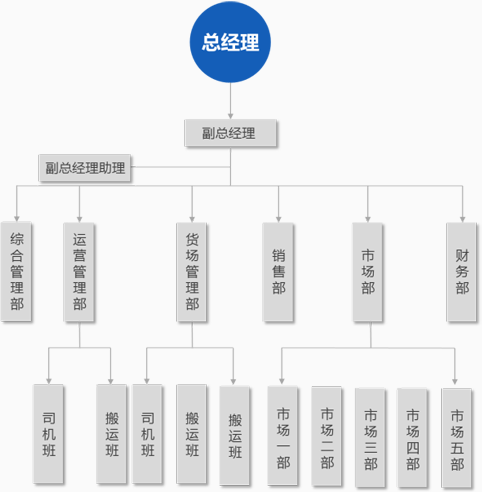 总经理
副总经理
副总经理助理
综合管理部
运营管理部
货场管理部
销售部
市场部
财务部
司机班
搬运班
司机班
搬运班
搬运班
市场一部
市场二部
市场三部
市场四部
市场五部